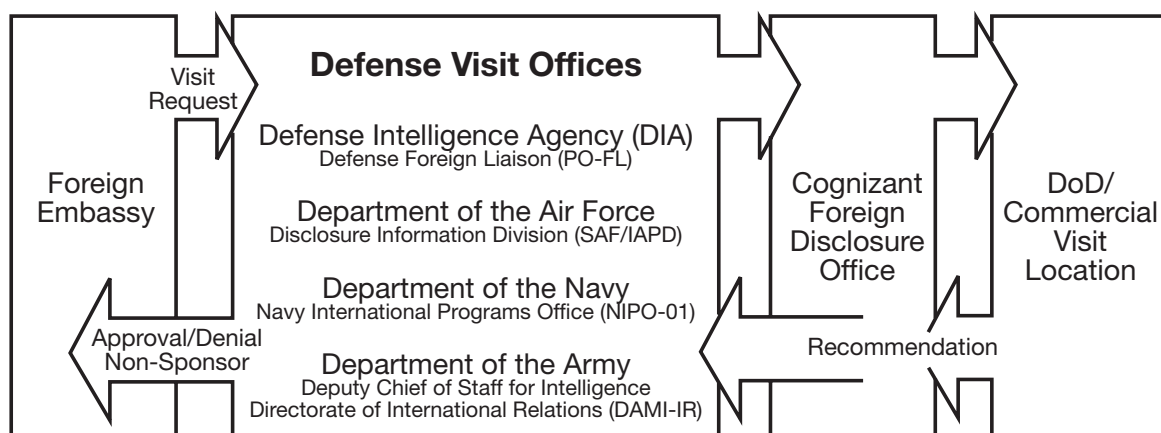 Visit
Request
Defense Visit Offices
Defense Intelligence Agency (DIA)
Defense Foreign Liaison (PO-FL)
Foreign
Embassy
Department of the Air Force
Disclosure Information Division (SAF/IAPD)
Department of the Navy
Navy International Programs Office (NIPO-01)
Department of the Army
Deputy Chief of Staff for Intelligence
Directorate of International Relations (DAMI-IR)
Approval/Denial
Non-Sponsor
Cognizant
Foreign
Disclosure
Office
DoD/
Commercial
Visit
Location
Recommendation